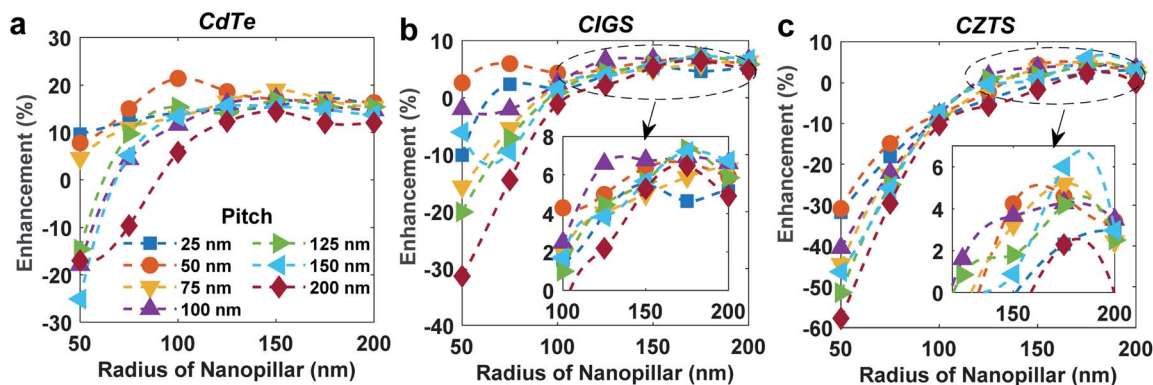 a
CdTe
30
20
10
0
-10
-20
-30
Enhancement (%)
50
100
150
200
Radius of Nanopillar (nm)
Pitch
25 nm
50 nm
75 nm
100 nm
125 nm
150 nm
200 nm
b
CIGS
10
0
-10
-20
-30
-40
Enhancement (%)
50
100
150
200
Radius of Nanopillar (nm)
8
6
4
2
0
100
150
200
c
CZTS
10
0
-10
-20
-30
-40
-50
-60
Enhancement (%)
50
100
150
200
Radius of Nanopillar (nm)
8
6
4
2
0
150
200